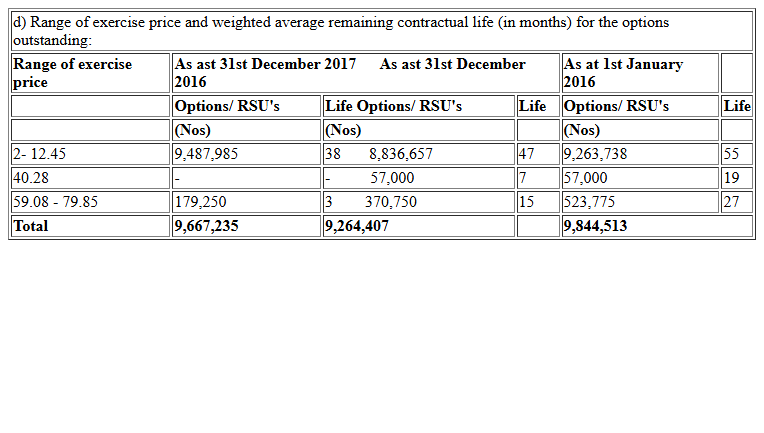 d) Range of exercise price and weighted average remaining contractual life (in months) for the options
outstanding:
Range of exercise price As ast 31st December 2017 As ast 31st December 2016 As at 1st January 2016
Options/ RSU's Life Options/ RSU's Life Options/ RSU's Life
(Nos) (Nos) (Nos)
2- 12.45 9,487,985 38 8,836,657 47 9,263,738 55
40.28 - - 57,000 7 57,000 19
59.08 - 79.85 179,250 3 370,750 15 523,775 27
Total 9,667,235 9,264,407 9,844,513